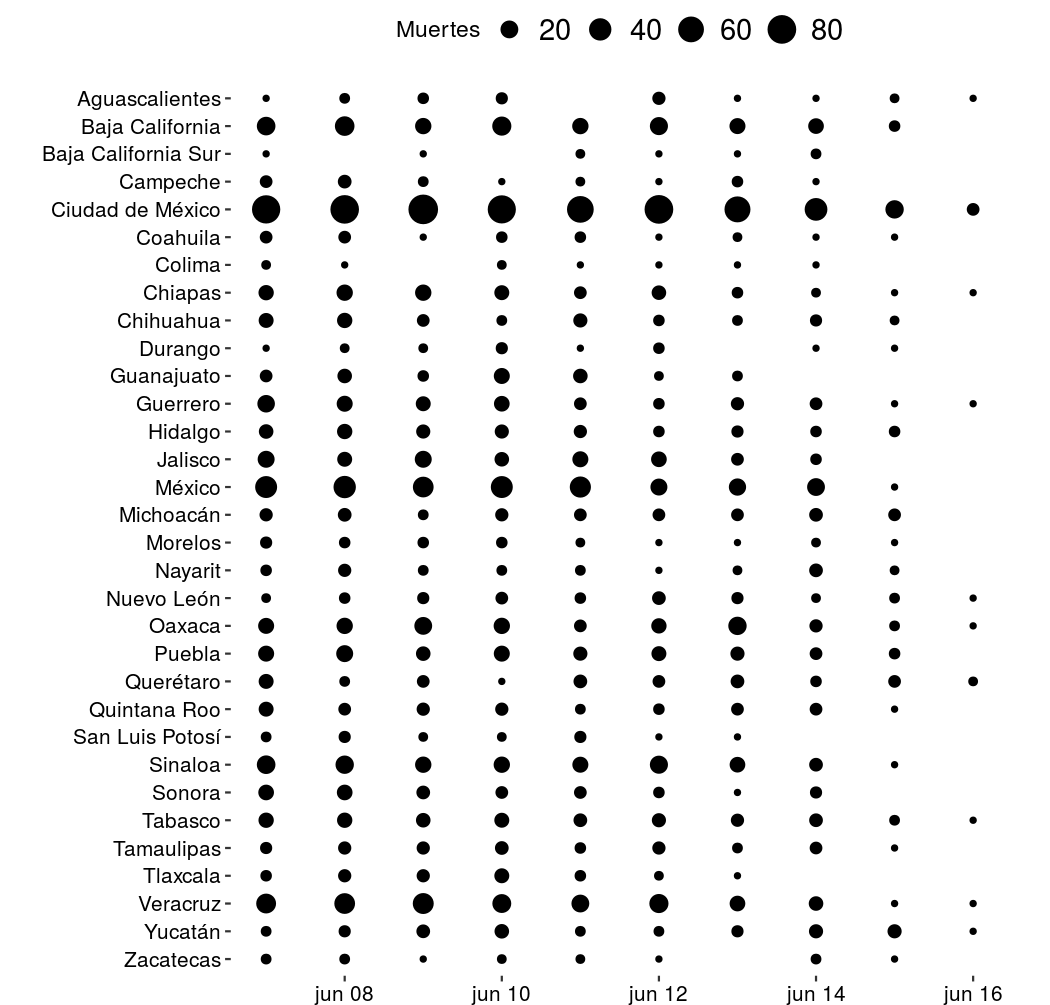 Muertes 20 40 60 80
Aguascalientes
Baja California
Baja California Sur
Campeche
Ciudad de México
Coahuila
Colima
Chiapas
Chihuahua
Durango
Guanajuato
Guerrero
Hidalgo
Jalisco
México
Michoacán
Morelos
Nayarit
Nuevo León
Oaxaca
Puebla
Querétaro
Quintana Roo
San Luis Potosí
Sinaloa
Sonora
Tabasco
Tamaulipas
Tlaxcala
Veracruz
Yucatán
Zacatecas
jun 08 jun 10 jun 12 jun 14 jun 16